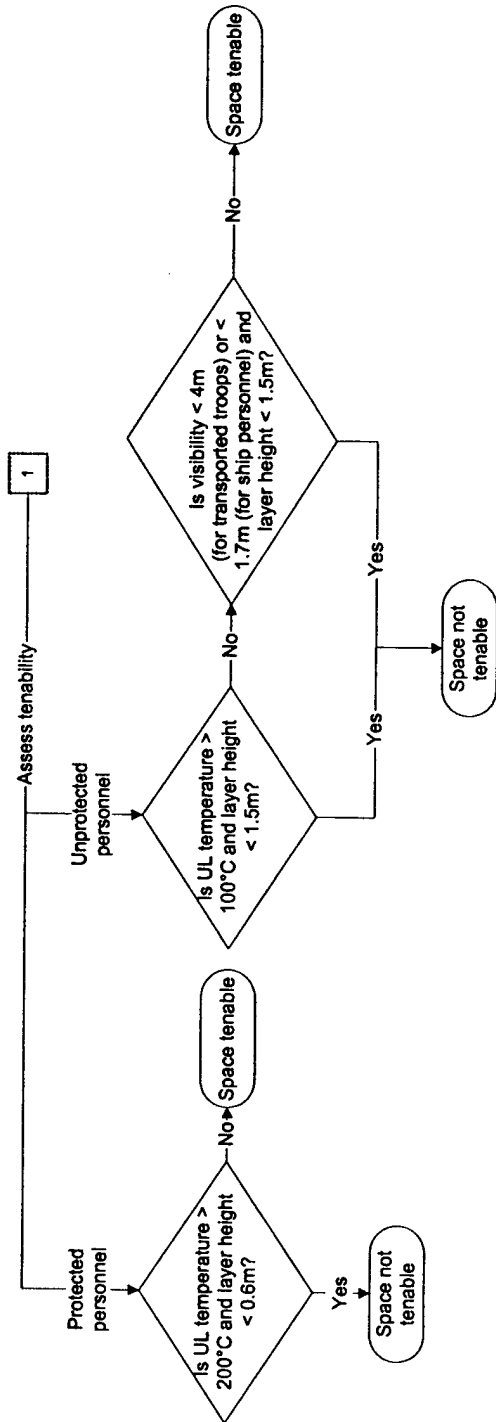 1
Assess tenability
Protected
personnel
Unprotected
personnel
Is UL temperature >
200°C and layer height
< 0.6m?
No
Space tenable
Yes
Space not
tenable
Is UL temperature >
100°C and layer height
< 1.5m?
No
Is visibility < 4m
(for transported troops) or <
1.7m (for ship personnel) and
layer height < 1.5m?
No
Space tenable
Yes
Yes
Space not
tenable